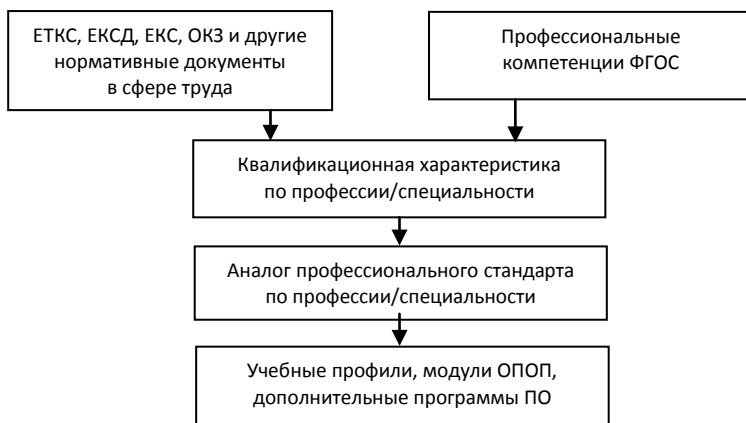 ЕТКС, ЕКСД, ЕКС, ОКЗ и другие
нормативные документы
в сфере труда
Профессиональные
компетенции ФГОС
Квалификационная характеристика
по профессии/специальности
Аналог профессионального стандарта
по профессии/специальности
Учебные профили, модули ОПОП,
дополнительные программы ПО